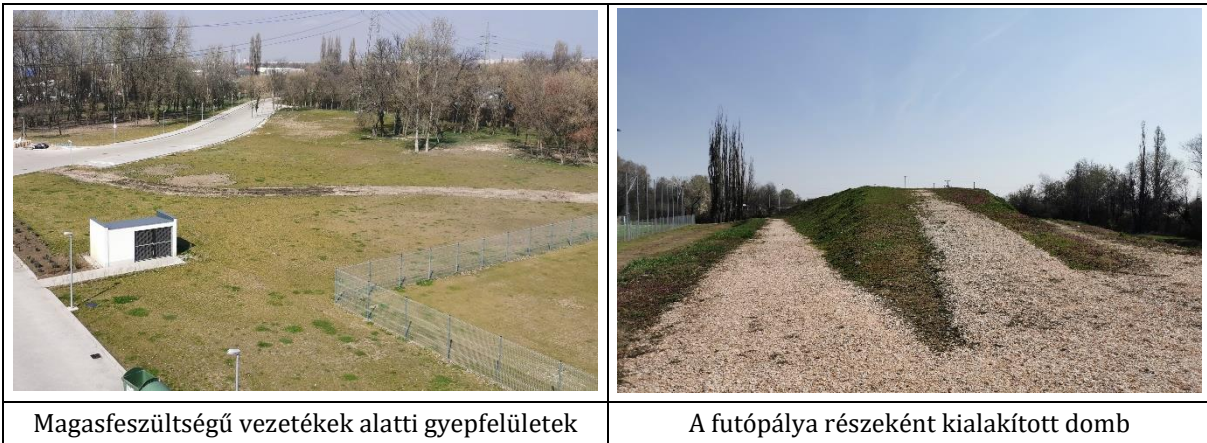 Magasfeszültségű vezetékek alatti gyepfelületek
A futópálya részeként kialakított domb